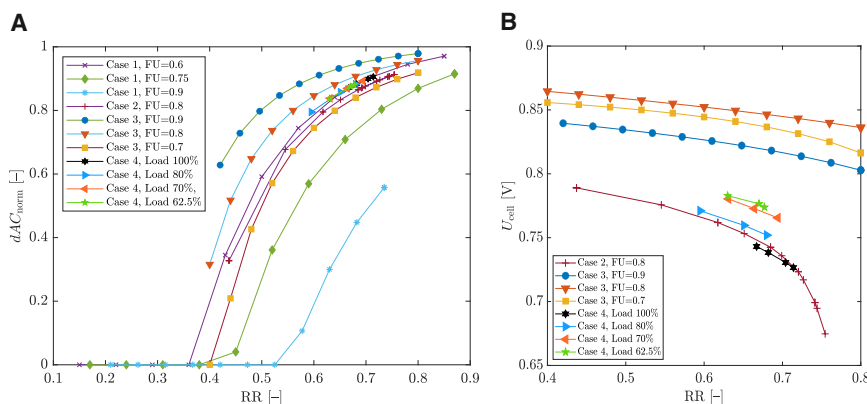 A
1
0.8
0.6
0.4
0.2
0
dAC_norm [–]
Case 1, FU=0.6
Case 1, FU=0.75
Case 1, FU=0.9
Case 2, FU=0.8
Case 3, FU=0.9
Case 3, FU=0.8
Case 3, FU=0.7
Case 4, Load 100%
Case 4, Load 80%
Case 4, Load 70%,
Case 4, Load 62.5%
0.1 0.2 0.3 0.4 0.5 0.6 0.7 0.8 0.9
RR [–]
B
0.9
0.85
0.8
0.75
0.7
0.65
U_cell [V]
Case 2, FU=0.8
Case 3, FU=0.9
Case 3, FU=0.8
Case 3, FU=0.7
Case 4, Load 100%
Case 4, Load 80%
Case 4, Load 70%
Case 4, Load 62.5%
0.4 0.5 0.6 0.7 0.8
RR [–]